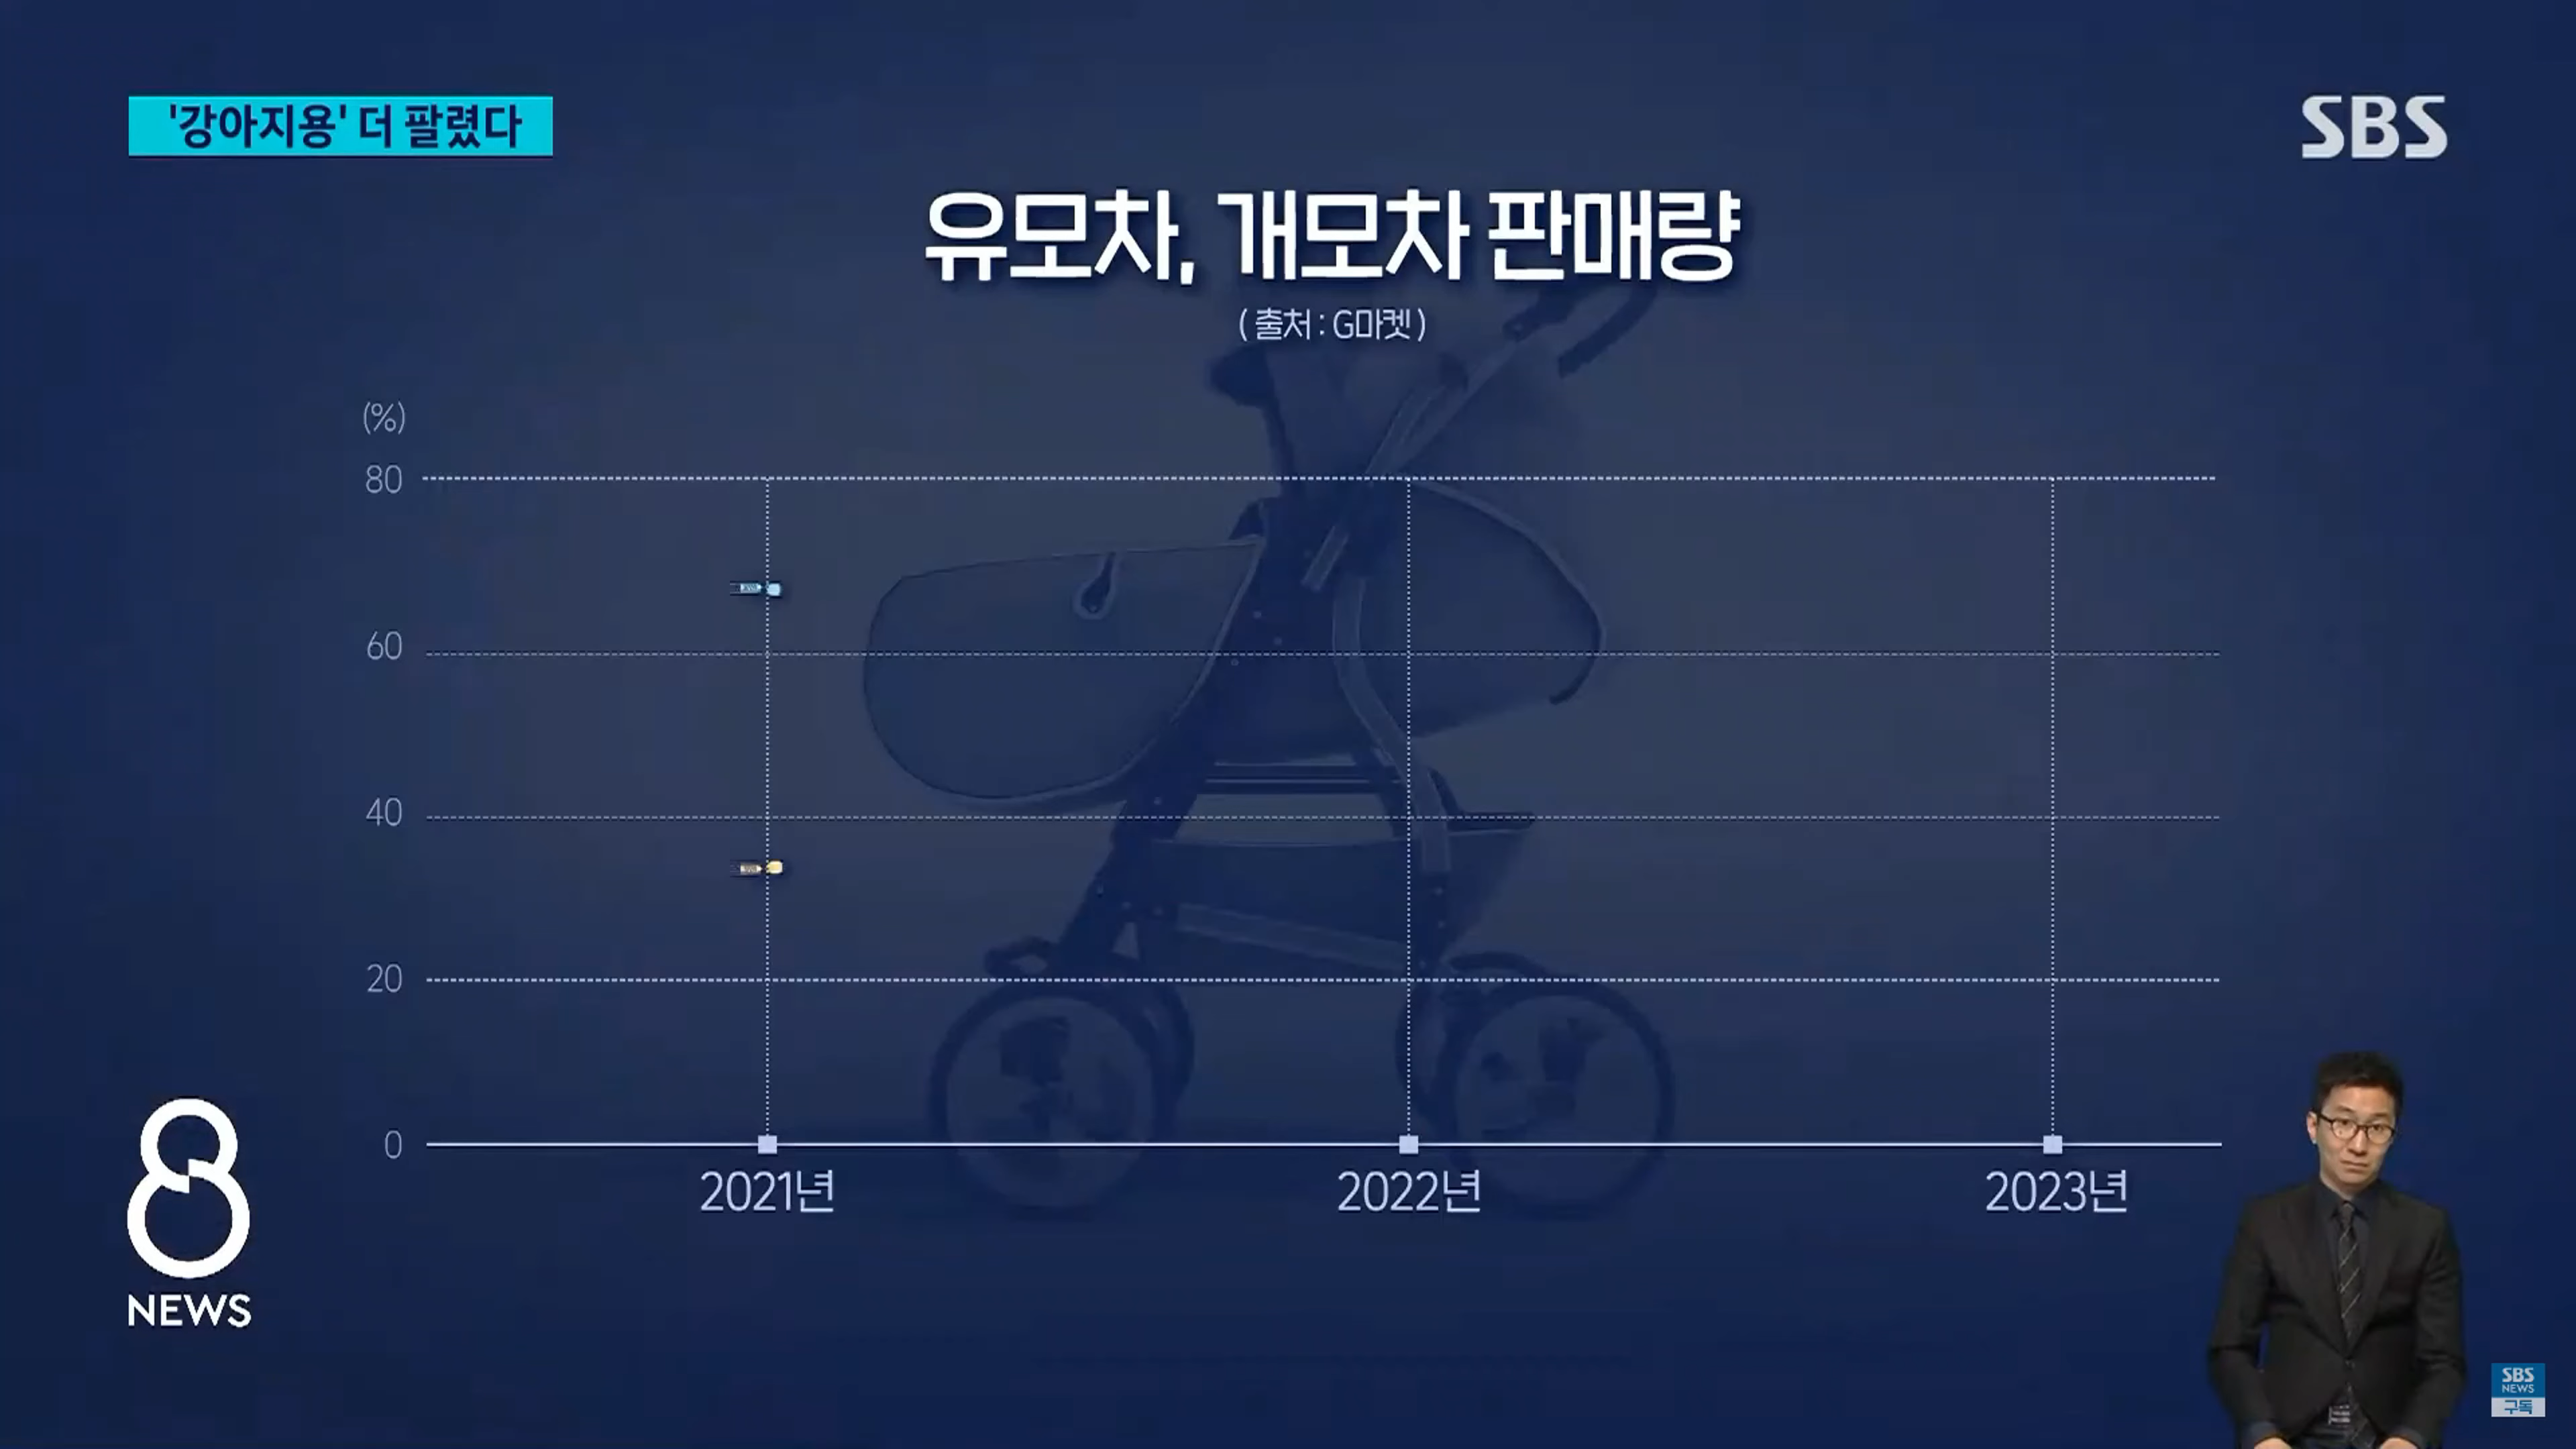 '강아지용' 더 팔렸다
SBS
유모차, 개모차 판매량
( 출처 : G마켓 )
(%)
80
60
40
20
0
2021년
2022년
2023년
8
NEWS
SBS
NEWS
구독